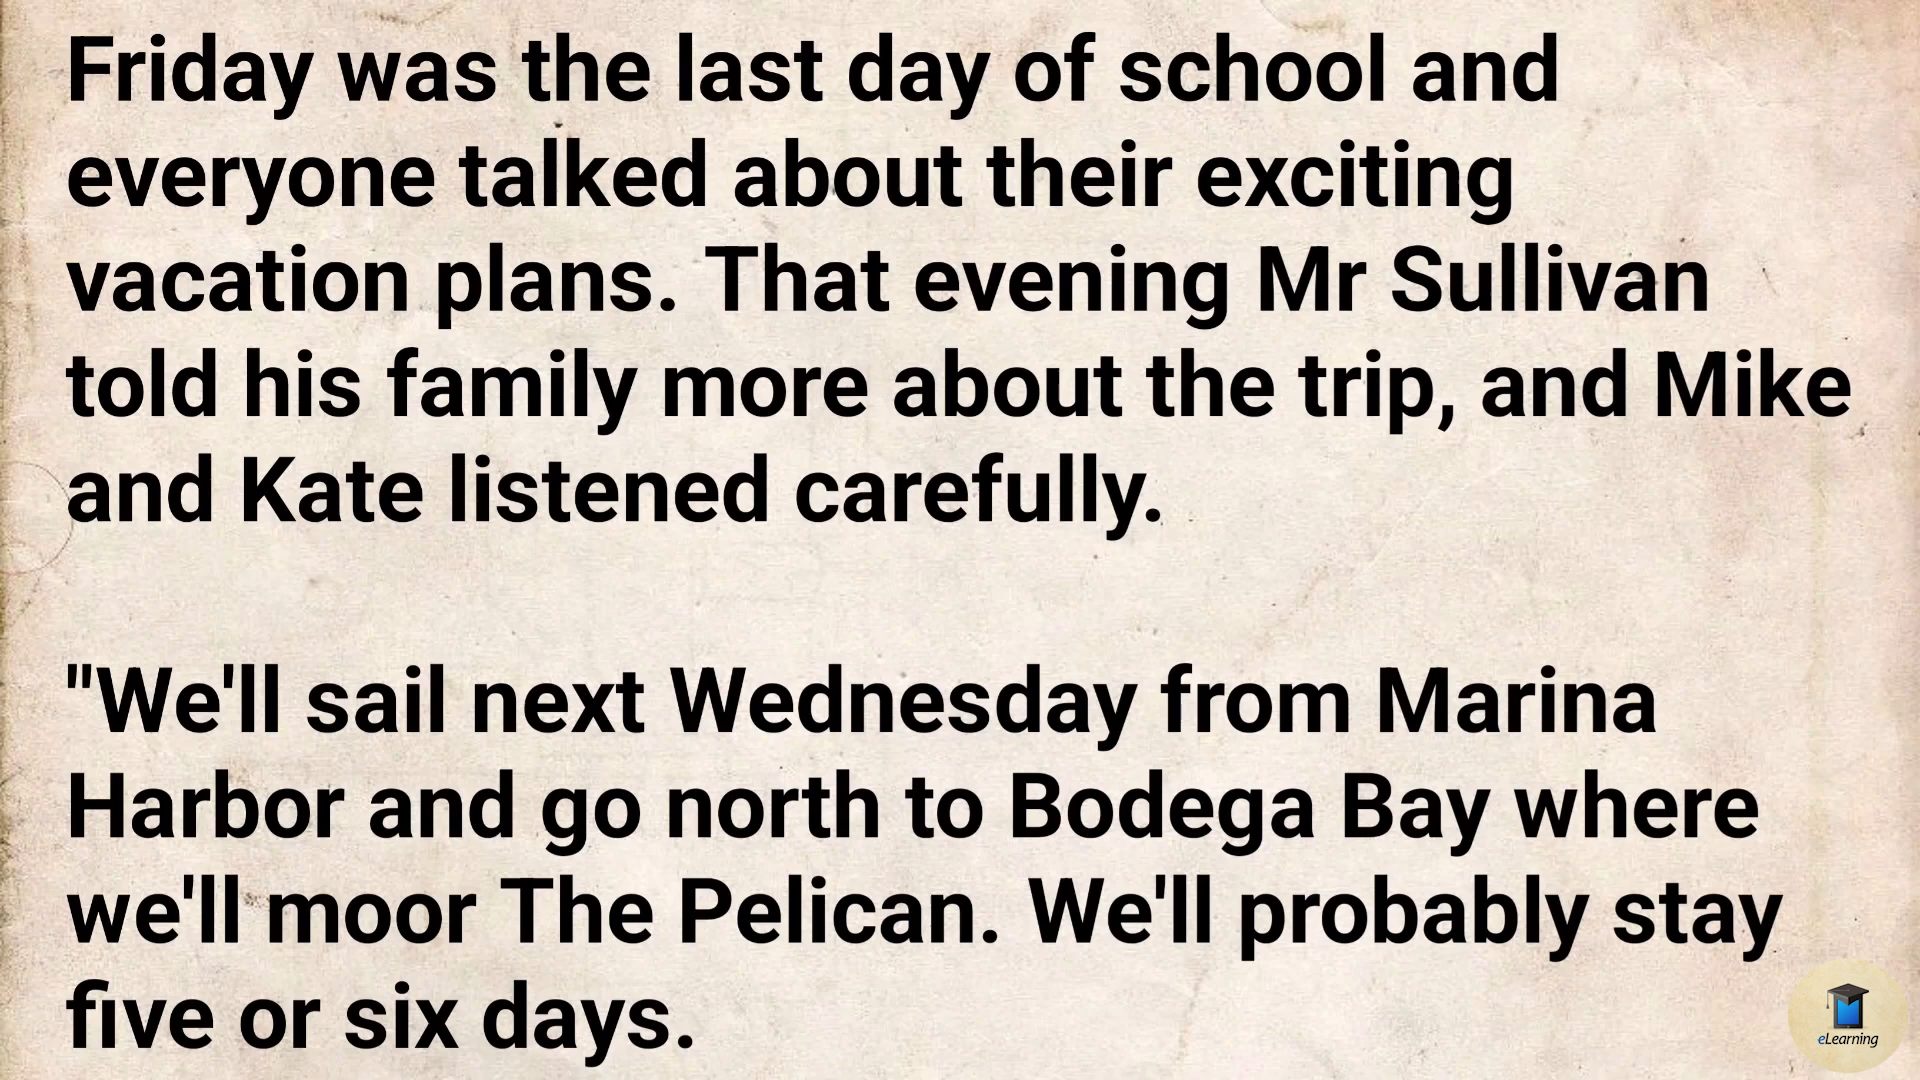 Friday was the last day of school and
everyone talked about their exciting
vacation plans. That evening Mr Sullivan
told his family more about the trip, and Mike
and Kate listened carefully.
"We'll sail next Wednesday from Marina
Harbor and go north to Bodega Bay where
we'll moor The Pelican. We'll probably stay
five or six days.
eLearning